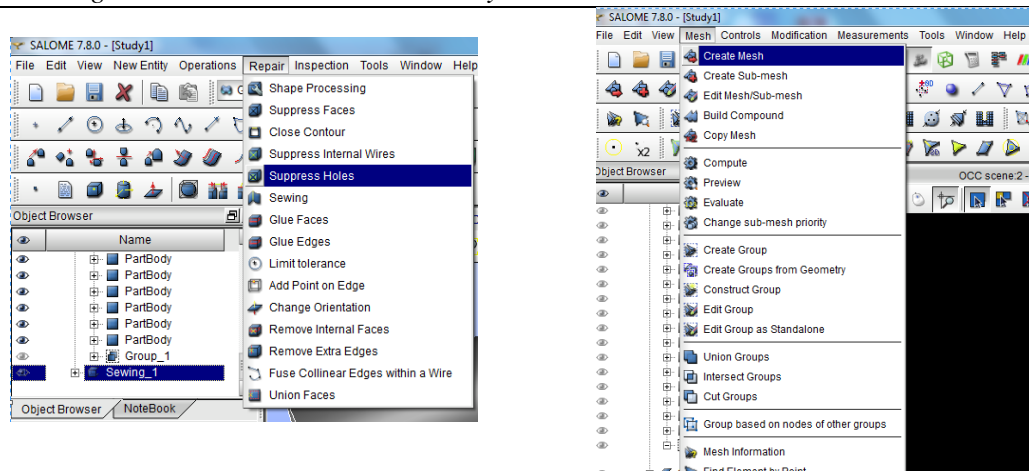 SALOME 7.8.0 - [Study1]
File Edit View New Entity Operations Repair Inspection Tools Window Help
Shape Processing
Suppress Faces
Close Contour
Suppress Internal Wires
Suppress Holes
Sewing
Glue Faces
Glue Edges
Limit tolerance
Add Point on Edge
Change Orientation
Remove Internal Faces
Remove Extra Edges
Fuse Collinear Edges within a Wire
Union Faces
Object Browser
Name
PartBody
PartBody
PartBody
PartBody
PartBody
Group_1
Sewing_1
Object Browser NoteBook
SALOME 7.8.0 - [Study1]
File Edit View Mesh Controls Modification Measurements Tools Window Help
Create Mesh
Create Sub-mesh
Edit Mesh/Sub-mesh
Build Compound
Copy Mesh
Compute
Preview
Evaluate
Change sub-mesh priority
Create Group
Create Groups from Geometry
Construct Group
Edit Group
Edit Group as Standalone
Union Groups
Intersect Groups
Cut Groups
Group based on nodes of other groups
Mesh Information
Find Element by Point
x2
Object Browser
OCC scene:2 -